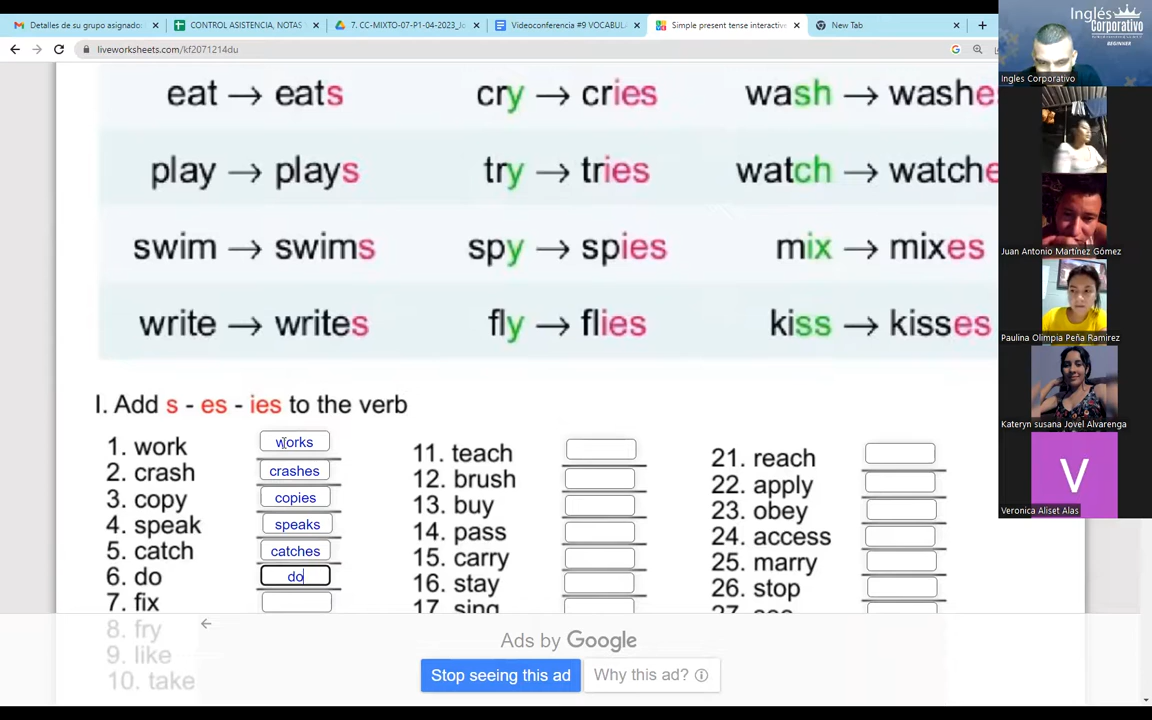 Detalles de su grupo asignado
CONTROL ASISTENCIA, NOTAS
7. CC-MIXTO-07-P1-04-2023_Jo
Videoconferencia #9 VOCABULA
Simple present tense interactiv
New Tab
liveworksheets.com/kf2071214du
Inglés
Corporativo
BEGINNER
Ingles Corporativo
eat → eats
cry → cries
wash → washe
play → plays
try → tries
watch → watche
swim → swims
spy → spies
mix → mixes
write → writes
fly → flies
kiss → kisses
I. Add s - es - ies to the verb
1. work works
2. crash crashes
3. copy copies
4. speak speaks
5. catch catches
6. do do
7. fix
8. fry
9. like
10. take
11. teach
12. brush
13. buy
14. pass
15. carry
16. stay
17. sing
21. reach
22. apply
23. obey
24. access
25. marry
26. stop
Ads by Google
Stop seeing this ad
Why this ad?
Juan Antonio Martínez Gómez
Paulina Olimpia Peña Ramirez
Kateryn susana Jovel Alvarenga
V
Veronica Aliset Alas